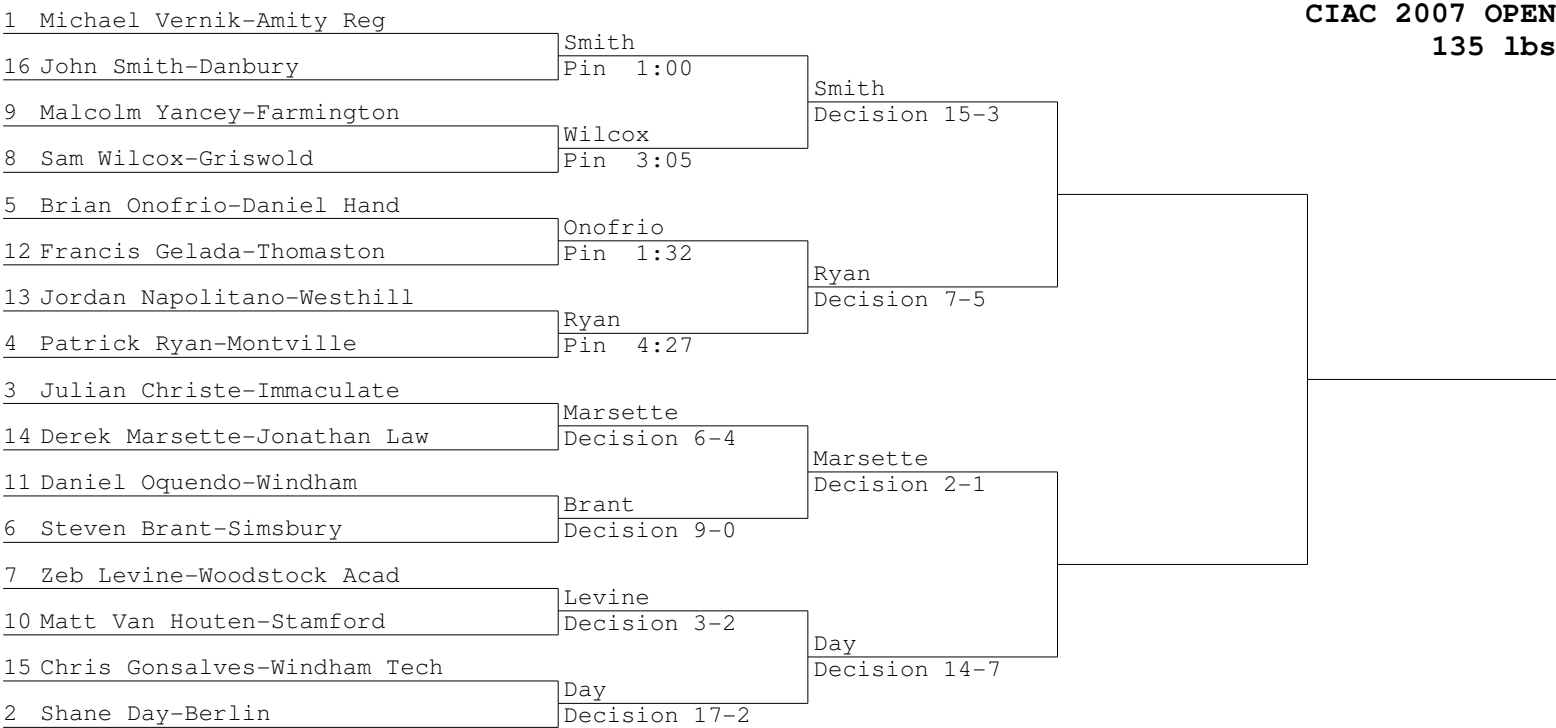 CIAC 2007 OPEN
135 lbs
1 Michael Vernik-Amity Reg
Smith
16 John Smith-Danbury
Pin 1:00
Smith
9 Malcolm Yancey-Farmington
Decision 15-3
Wilcox
8 Sam Wilcox-Griswold
Pin 3:05
5 Brian Onofrio-Daniel Hand
Onofrio
12 Francis Gelada-Thomaston
Pin 1:32
Ryan
13 Jordan Napolitano-Westhill
Decision 7-5
Ryan
4 Patrick Ryan-Montville
Pin 4:27
3 Julian Christe-Immaculate
Marsette
14 Derek Marsette-Jonathan Law
Decision 6-4
Marsette
11 Daniel Oquendo-Windham
Decision 2-1
Brant
6 Steven Brant-Simsbury
Decision 9-0
7 Zeb Levine-Woodstock Acad
Levine
10 Matt Van Houten-Stamford
Decision 3-2
Day
15 Chris Gonsalves-Windham Tech
Decision 14-7
Day
2 Shane Day-Berlin
Decision 17-2